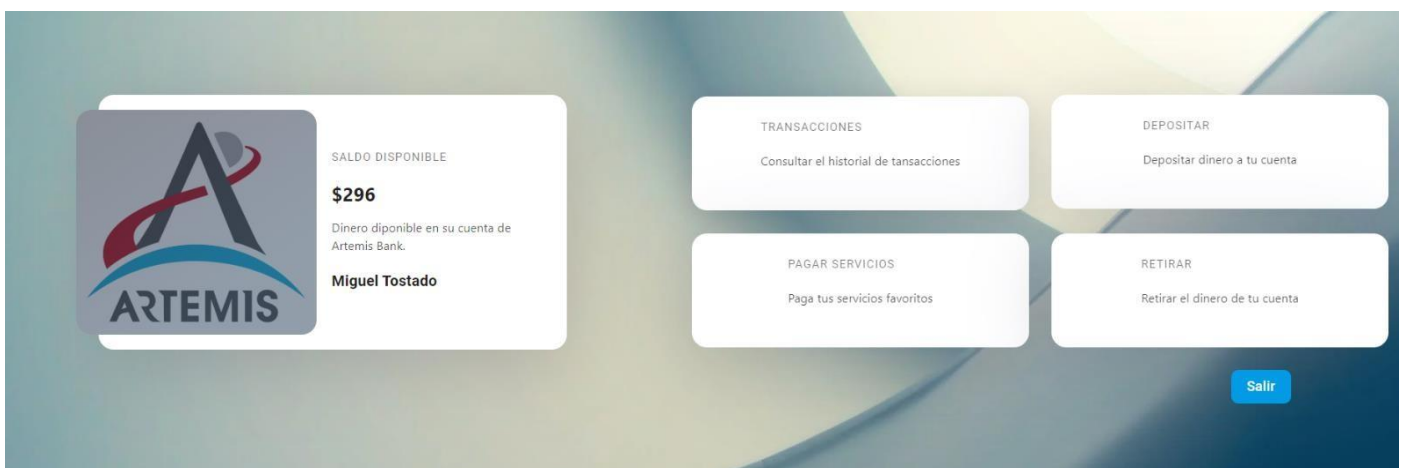 ARTEMIS
SALDO DISPONIBLE
$296
Dinero diponible en su cuenta de
Artemis Bank.
Miguel Tostado
TRANSACCIONES
Consultar el historial de tansacciones
DEPOSITAR
Depositar dinero a tu cuenta
PAGAR SERVICIOS
Paga tus servicios favoritos
RETIRAR
Retirar el dinero de tu cuenta
Salir